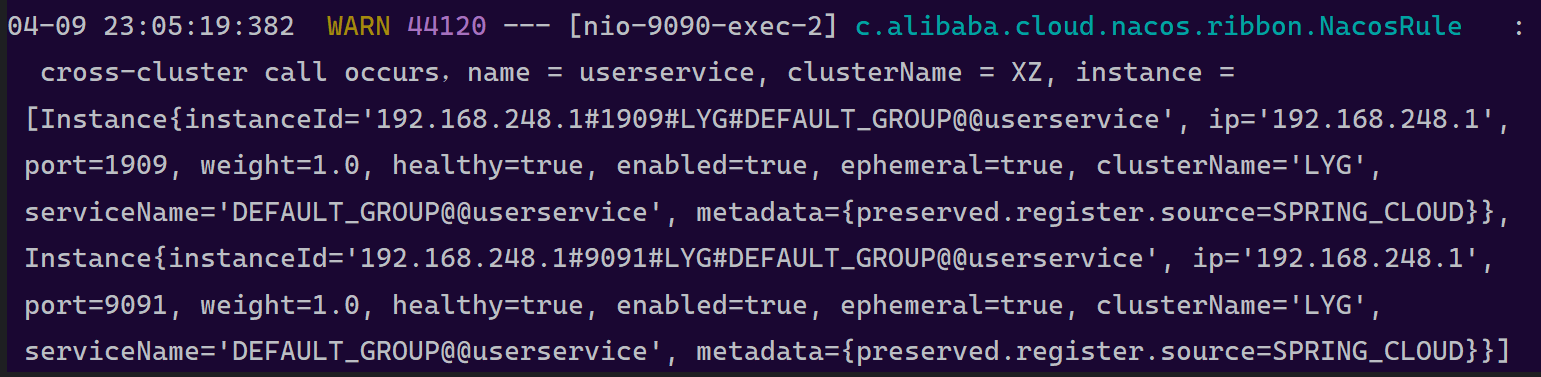 04-09 23:05:19:382  WARN 44120 --- [nio-9090-exec-2] c.alibaba.cloud.nacos.ribbon.NacosRule   :
cross-cluster call occurs，name = userservice, clusterName = XZ, instance =
[Instance{instanceId='192.168.248.1#1909#LYG#DEFAULT_GROUP@@userservice', ip='192.168.248.1',
port=1909, weight=1.0, healthy=true, enabled=true, ephemeral=true, clusterName='LYG',
serviceName='DEFAULT_GROUP@@userservice', metadata={preserved.register.source=SPRING_CLOUD}},
Instance{instanceId='192.168.248.1#9091#LYG#DEFAULT_GROUP@@userservice', ip='192.168.248.1',
port=9091, weight=1.0, healthy=true, enabled=true, ephemeral=true, clusterName='LYG',
serviceName='DEFAULT_GROUP@@userservice', metadata={preserved.register.source=SPRING_CLOUD}}]